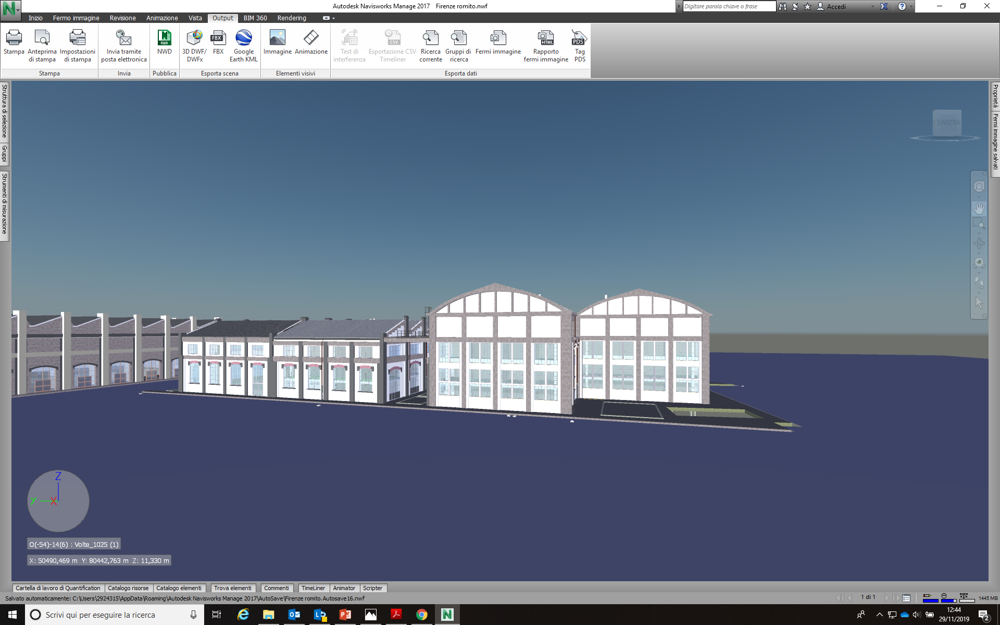 Autodesk Navisworks Manage 2017 Firenze romito.nwf
Digitare parola chiave o frase
Accedi
Inizio Fermo immagine Revisione Animazione Vista Output BIM 360 Rendering
Stampa
Anteprima
di stampa
Impostazioni
di stampa
Invia tramite
posta elettronica
NWD
NWD
3D DWF/
DWFx
FBX
FBX
Google
Earth KML
Immagine
Animazione
Test di
interferenza
CSV
Esportazione CSV
Timeliner
Ricerca
corrente
Gruppi di
ricerca
Fermi immagine
HTML
Rapporto
fermi immagine
PDS
Tag
PDS
Stampa
Invia
Pubblica
Esporta scena
Elementi visivi
Esporta dati
Struttura di selezione
Gruppi
Strumenti di misurazione
Proprietà
Fermi immagine salvati
SINISTRA
Z
Y X
O(-54)-14(6) : Volte_1025 (1)
X: 50490,469 m Y: 80442,763 m Z: 11,330 m
Cartella di lavoro di Quantification Catalogo risorse Catalogo elementi Trova elementi Commenti TimeLiner Animator Scripter
Salvato automaticamente: C:\Users\2924315\AppData\Roaming\Autodesk Navisworks Manage 2017\AutoSave\Firenze romito.Autosave16.nwf
1 di 1
1445 MB
Scrivi qui per eseguire la ricerca
12:44
29/11/2019
2